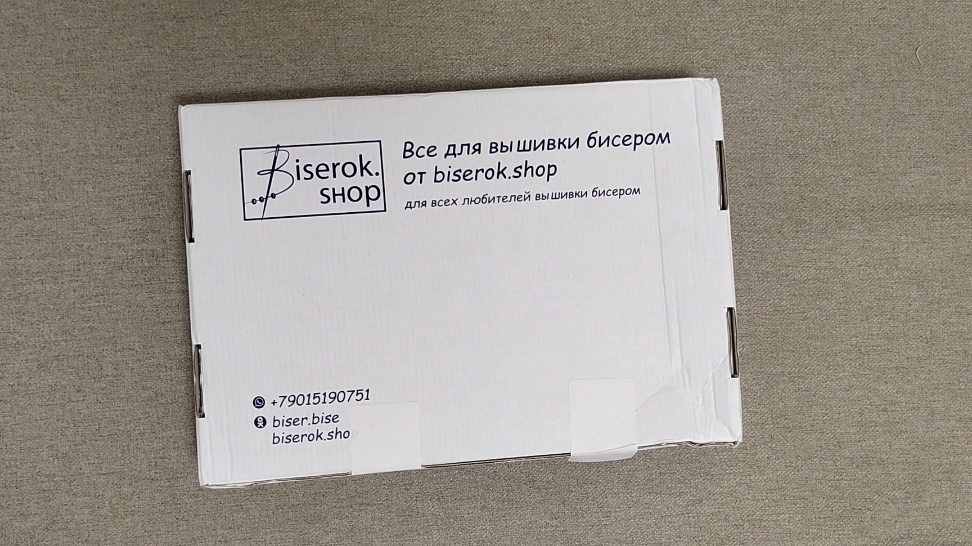 Biserok.
shop
Все для вышивки бисером
от biserok.shop
для всех любителей вышивки бисером
+79015190751
biser.bise
biserok.sho